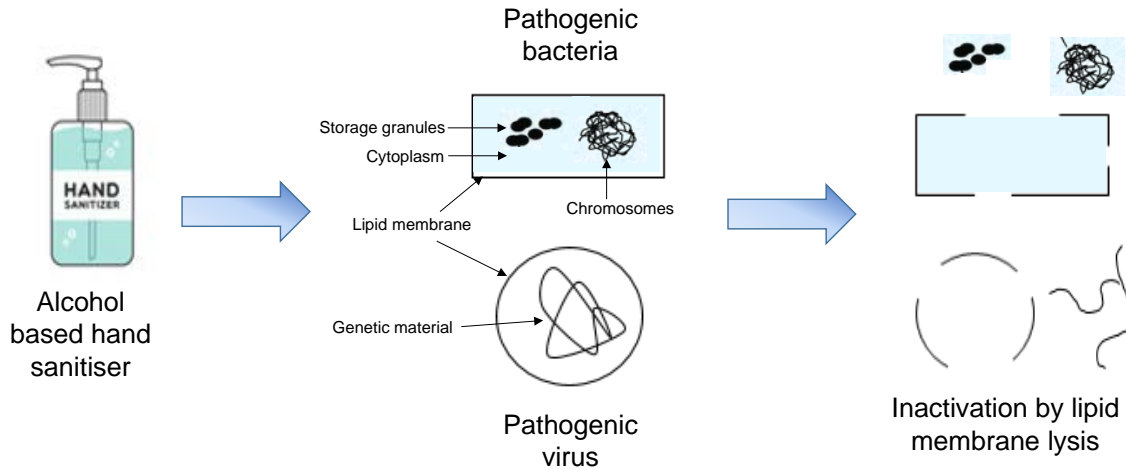 HAND
SANITIZER
Alcohol
based hand
sanitiser
Pathogenic
bacteria
Storage granules
Cytoplasm
Chromosomes
Lipid membrane
Genetic material
Pathogenic
virus
Inactivation by lipid
membrane lysis